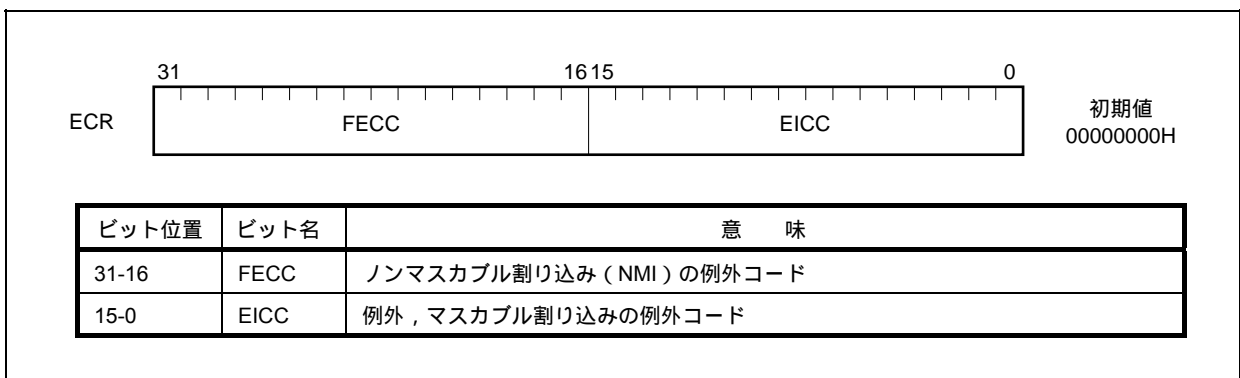 31 16 15 0
ECR FECC EICC 初期値
00000000H
ビット位置 ビット名 意 味
31-16 FECC ノンマスカブル割り込み（NMI）の例外コード
15-0 EICC 例外，マスカブル割り込みの例外コード